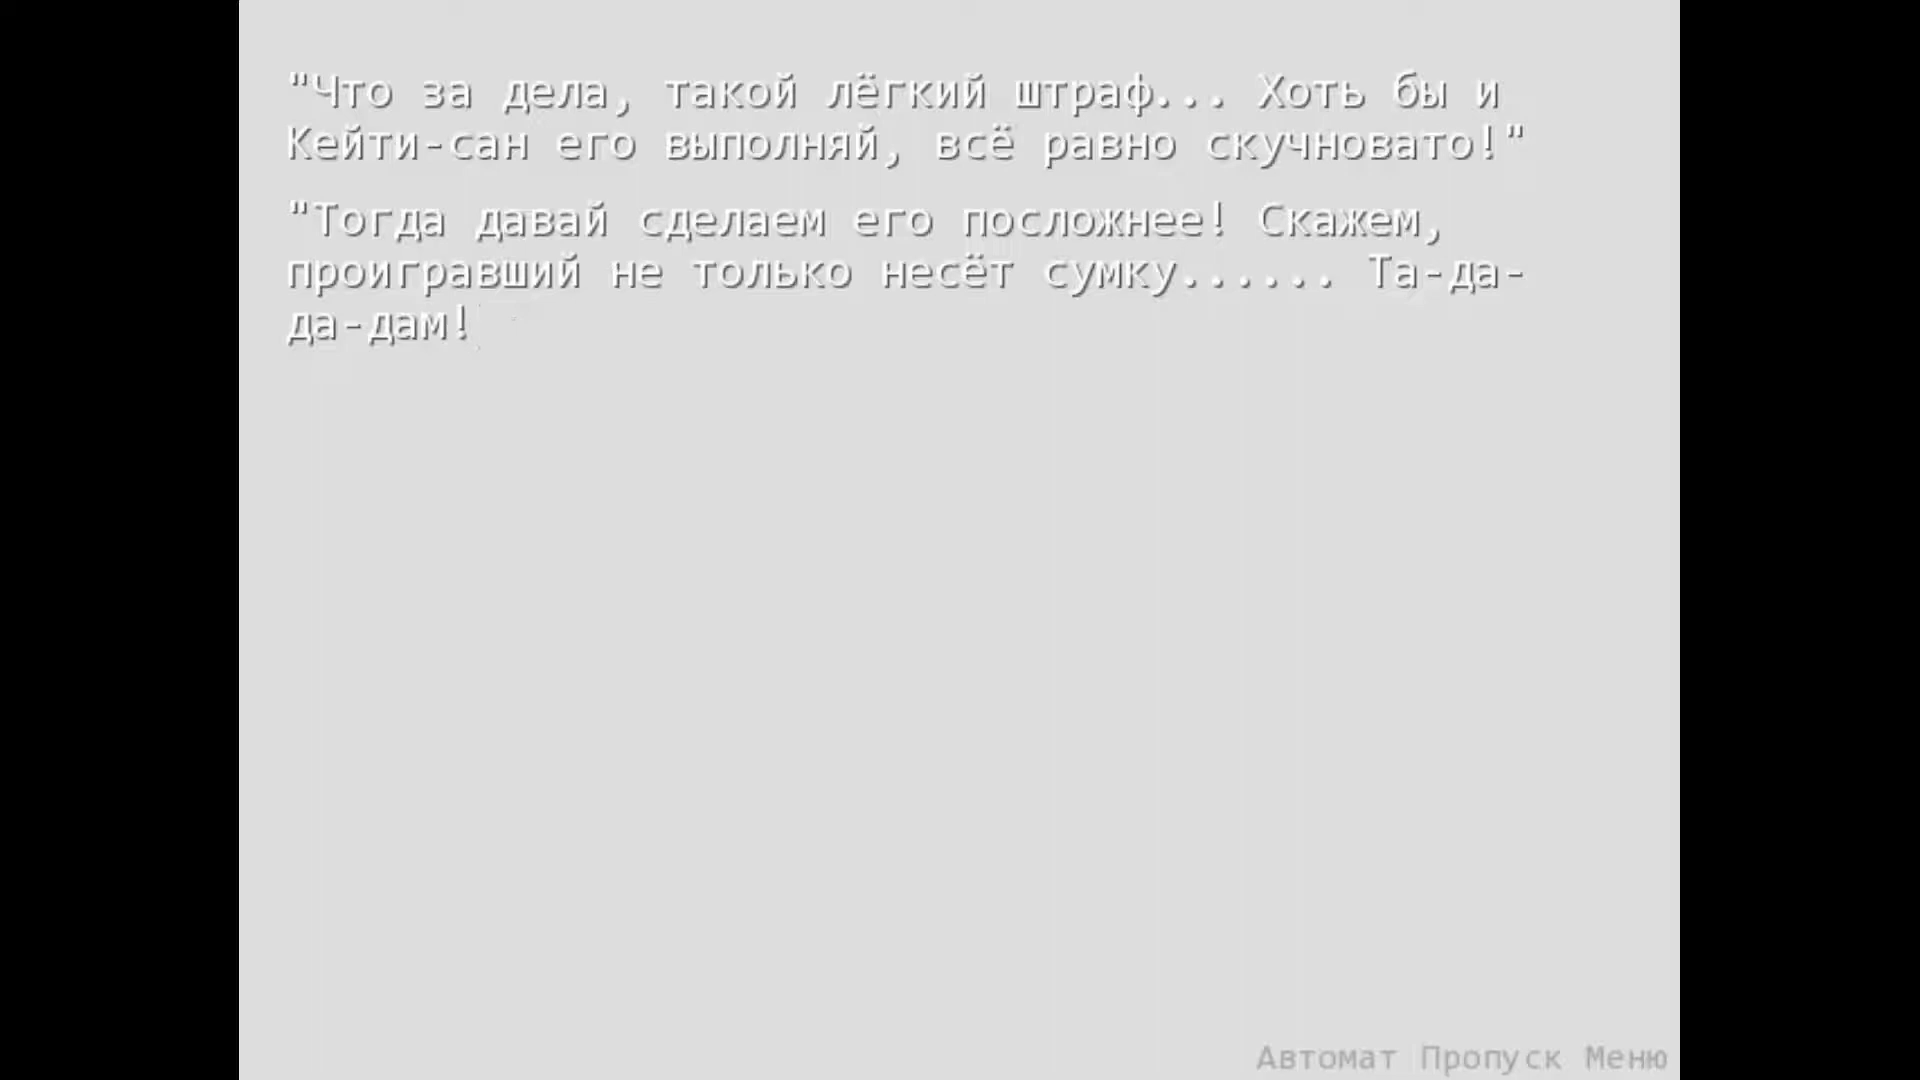 "Что за дела, такой лёгкий штраф... Хоть бы и
Кейти-сан его выполняй, всё равно скучновато!"
"Тогда давай сделаем его посложнее! Скажем,
проигравший не только несёт сумку...... Та-да-
да-дам!
Автомат Пропуск Меню